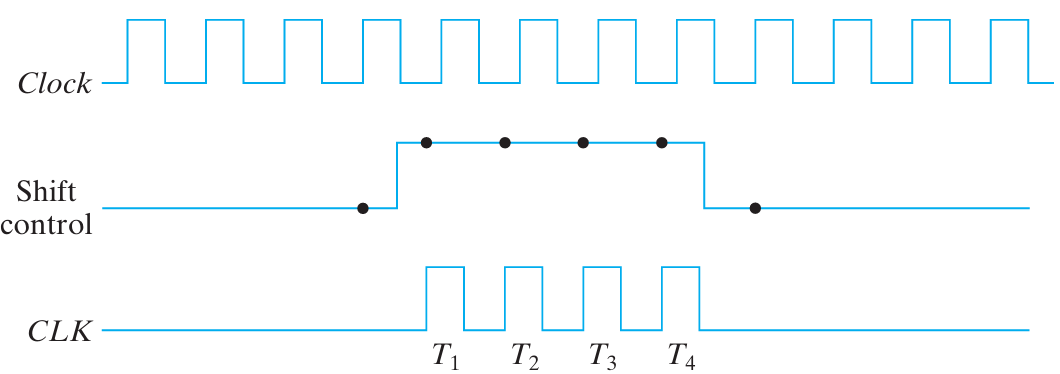 Clock
Shift
control
CLK
T₁ T₂ T₃ T₄